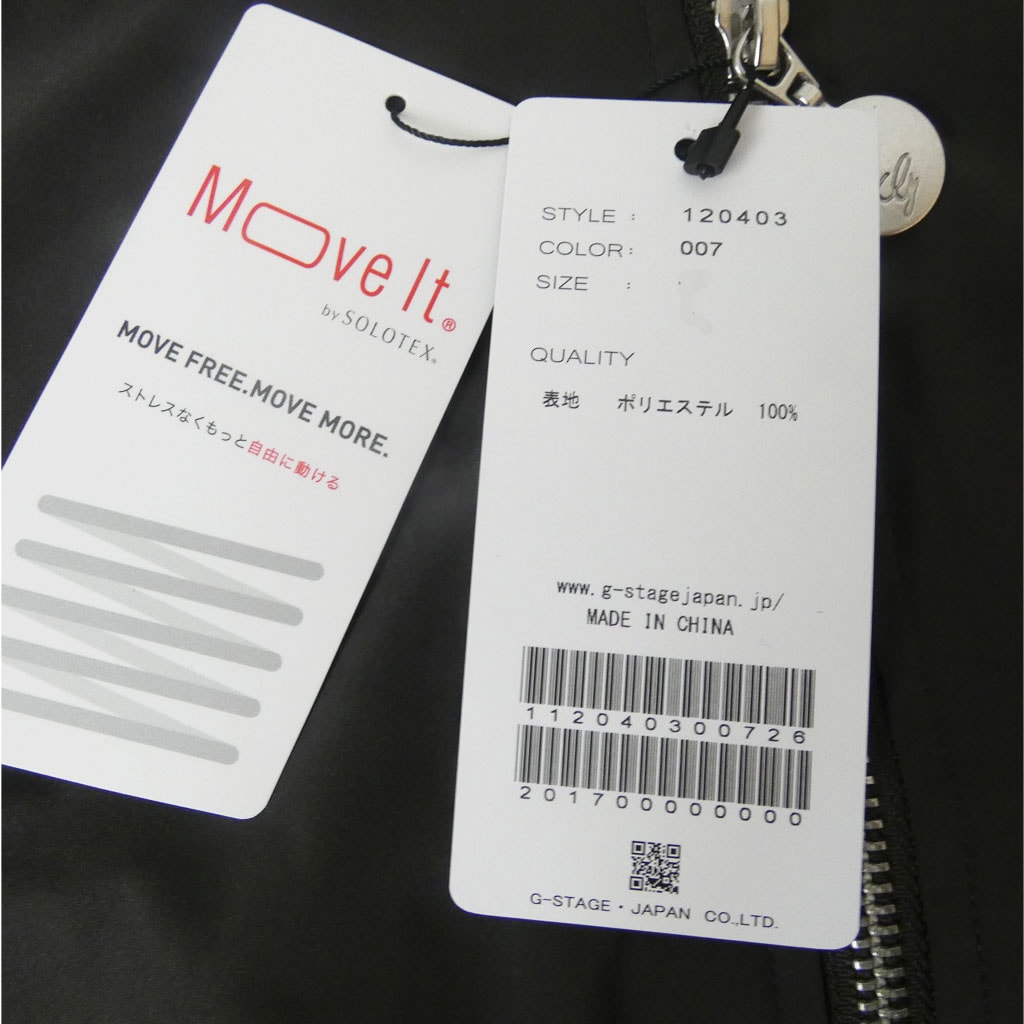 Move It®
by SOLOTEX®
MOVE FREE.MOVE MORE.
ストレスなくもっと自由に動ける
STYLE : 120403
COLOR: 007
SIZE :
QUALITY
表地 ポリエステル 100%
www.g-stagejapan.jp/
MADE IN CHINA
112040300726
201700000000
G-STAGE・JAPAN CO.,LTD.